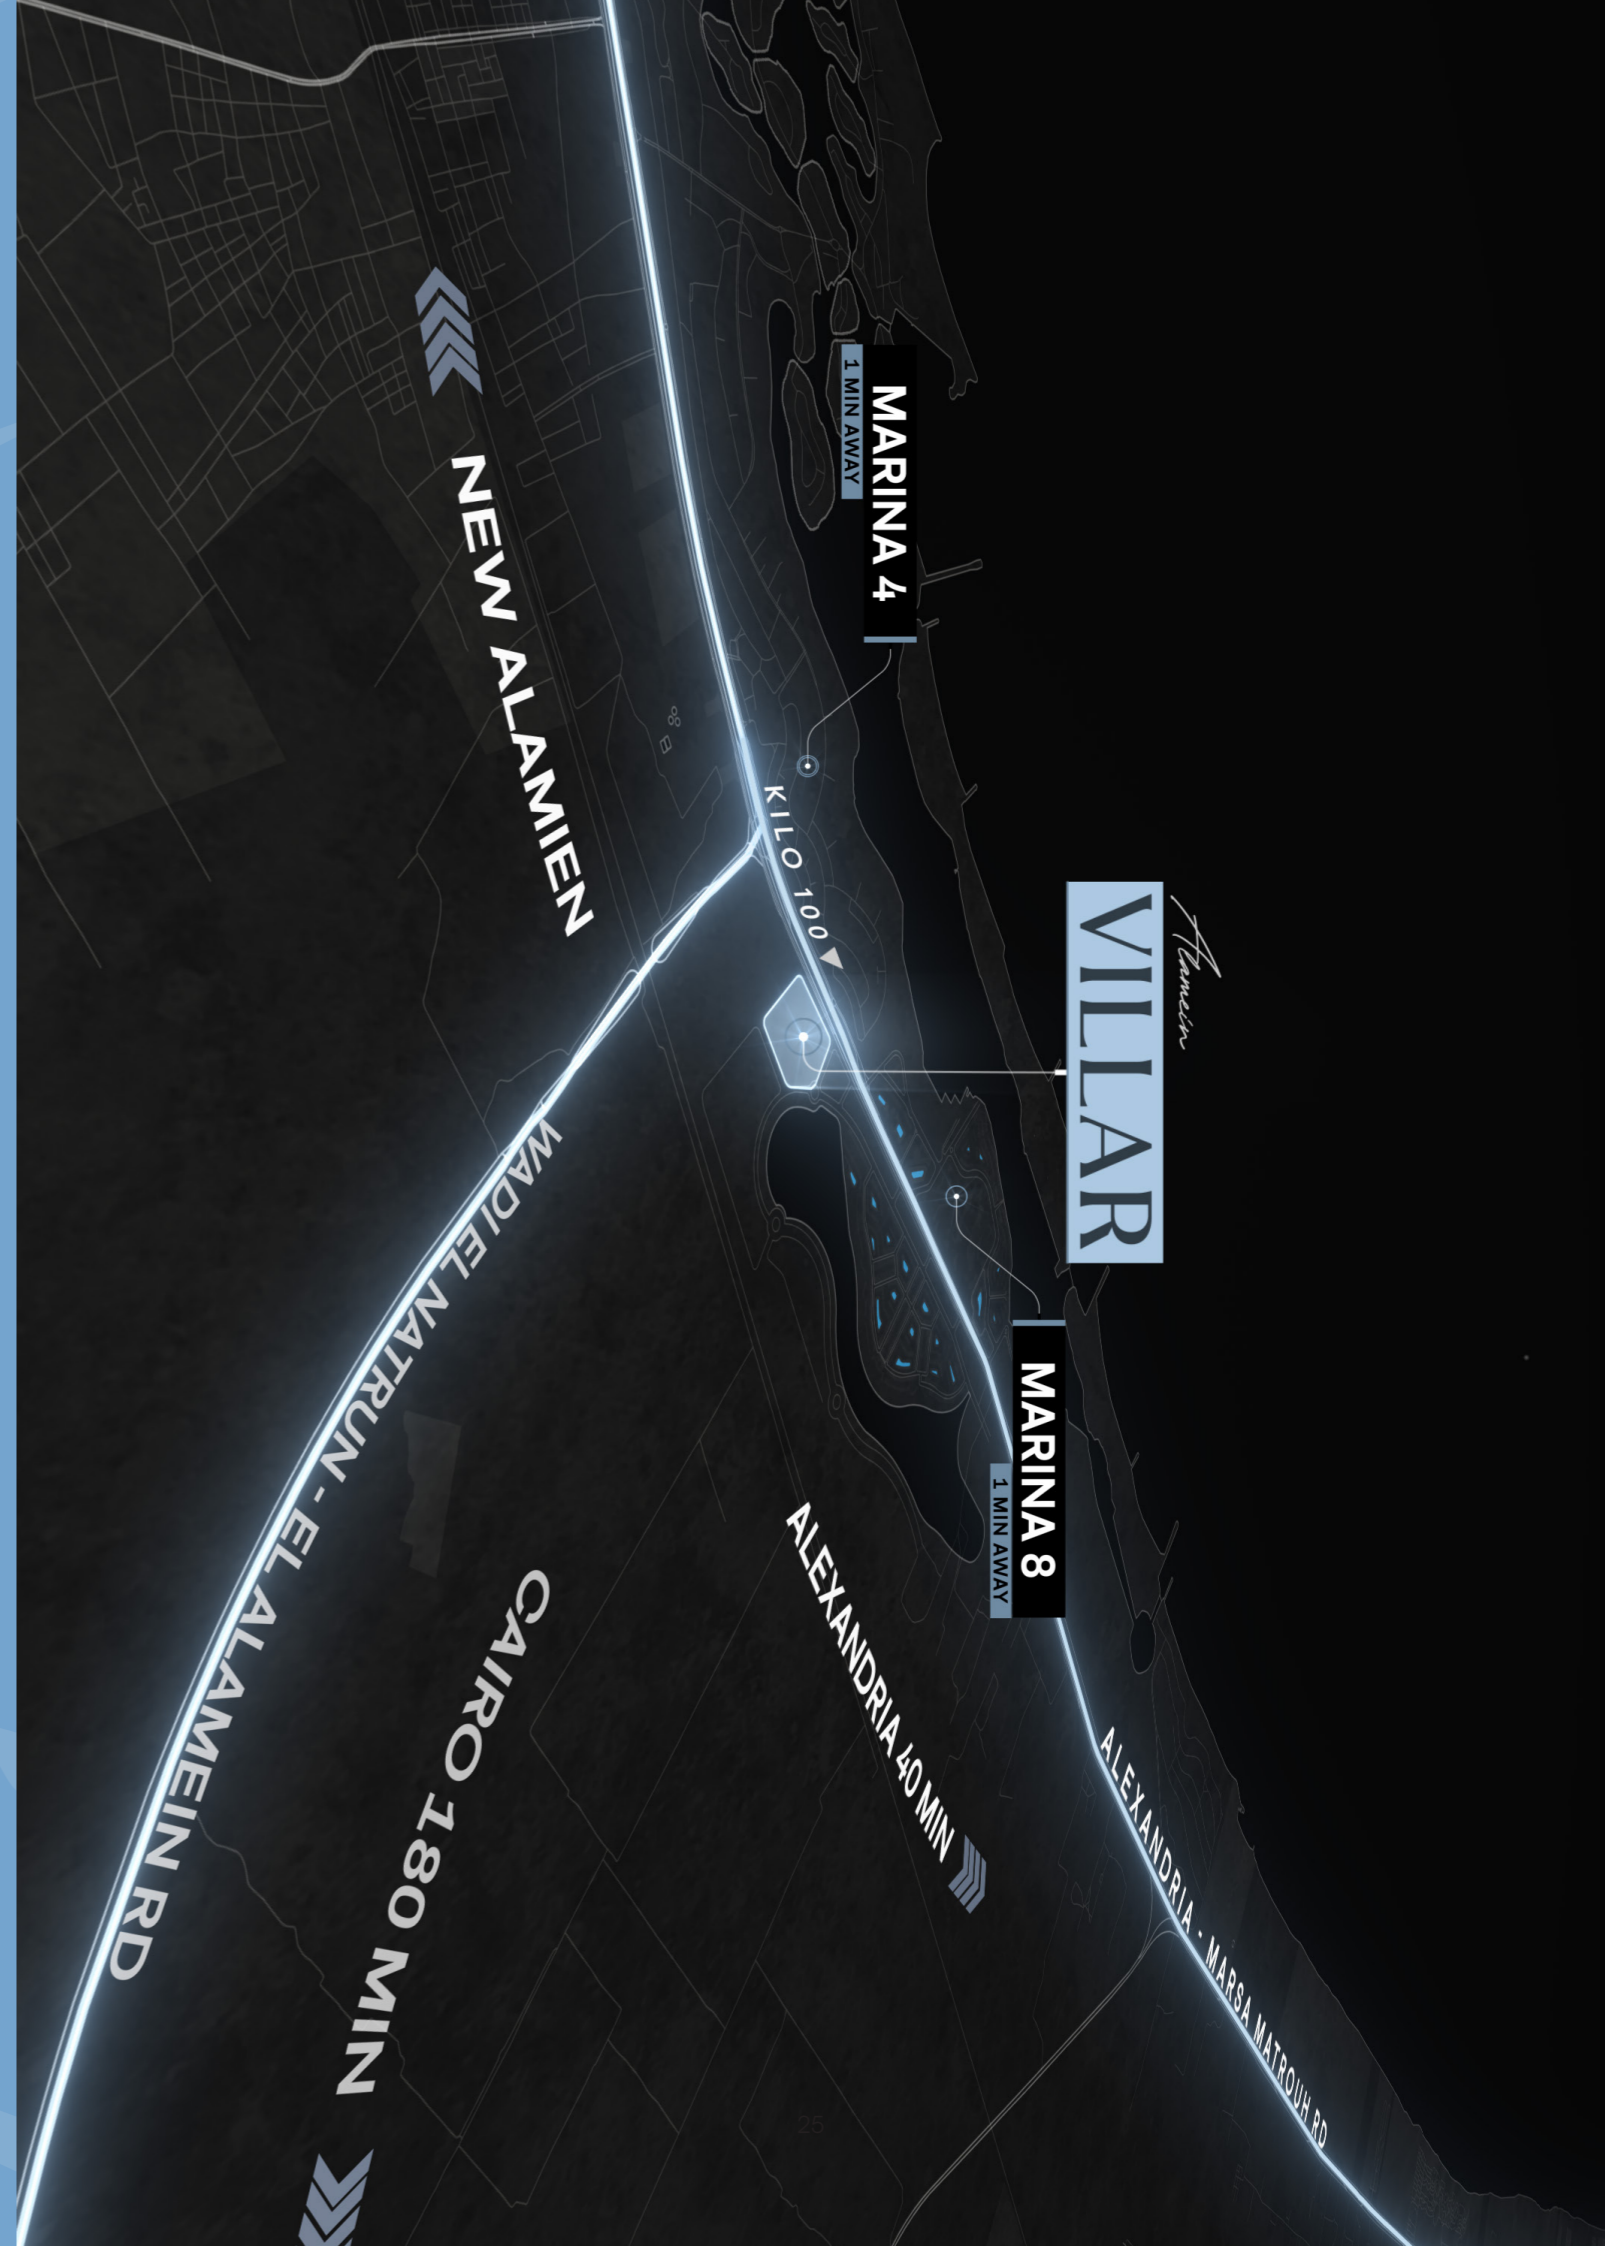 Alamein
VILLAR
MARINA 4
1 MIN AWAY
MARINA 8
1 MIN AWAY
KILO 100
NEW ALAMIEN
ALEXANDRIA - MARSA MATROUH RD
ALEXANDRIA 40 MIN
WADI EL NATRUN - EL ALAMEIN RD
CAIRO 180 MIN
25